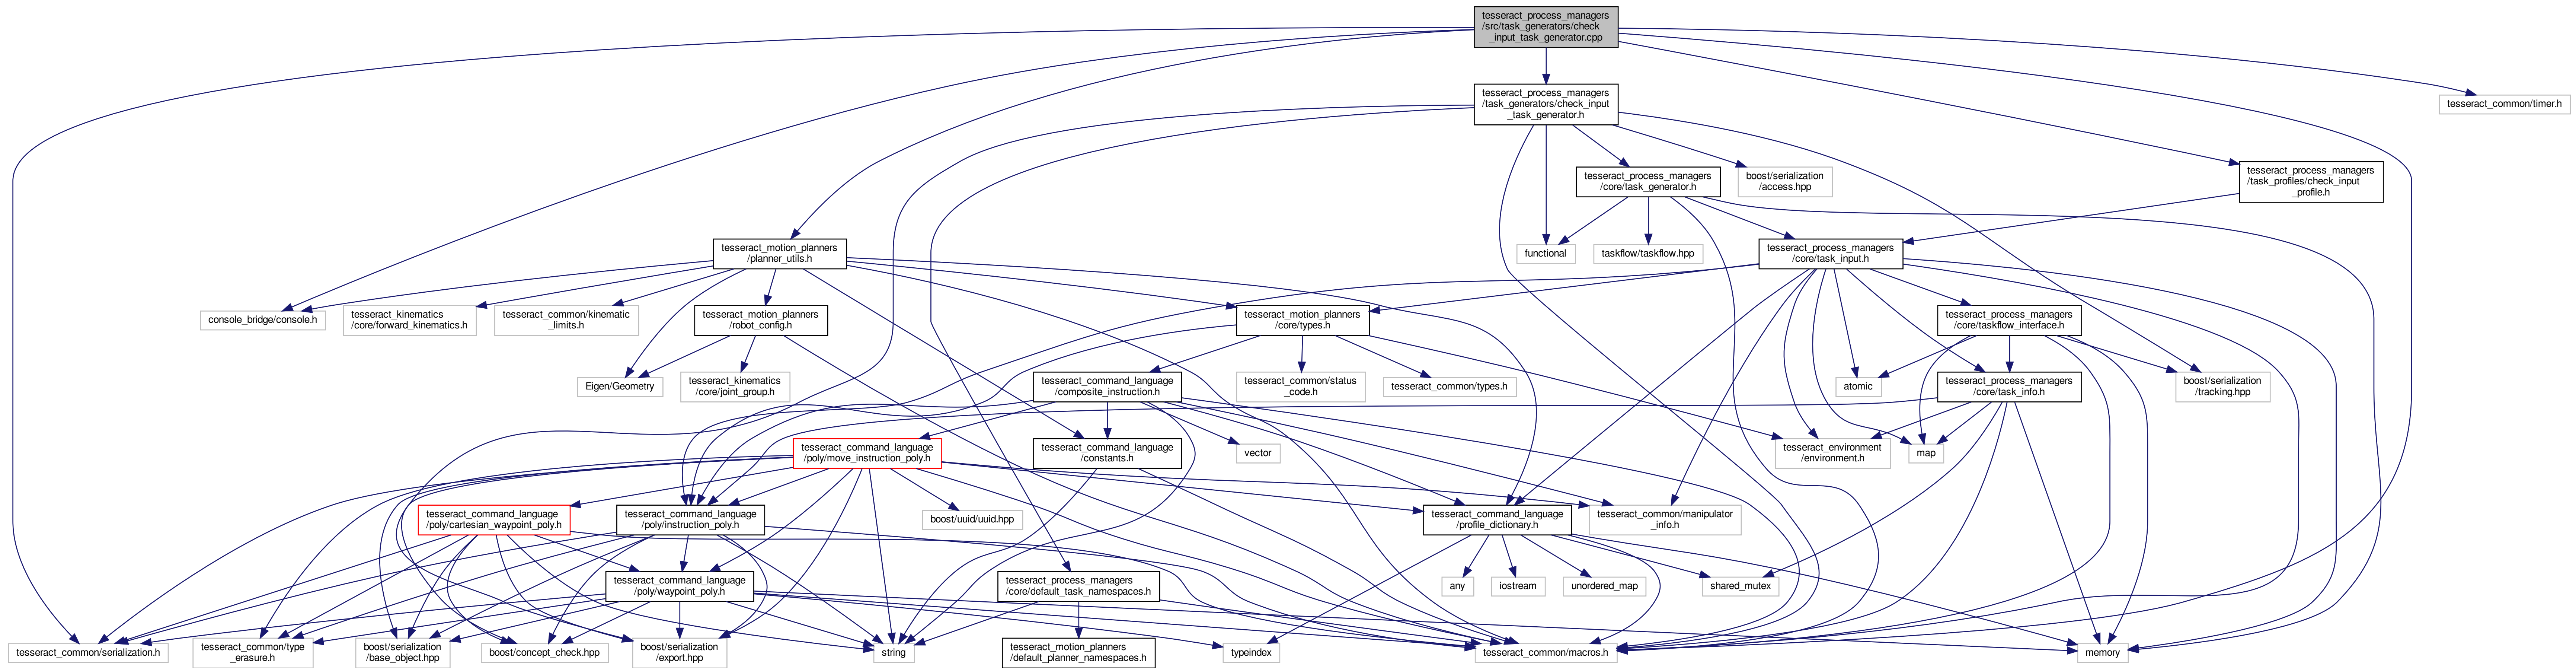 tesseract_process_managers
/src/task_generators/check
_input_task_generator.cpp
tesseract_process_managers
/task_generators/check_input
_task_generator.h
tesseract_common/timer.h
tesseract_process_managers
/core/task_generator.h
boost/serialization
/access.hpp
tesseract_process_managers
/task_profiles/check_input
_profile.h
tesseract_motion_planners
/planner_utils.h
functional
taskflow/taskflow.hpp
tesseract_process_managers
/core/task_input.h
console_bridge/console.h
tesseract_kinematics
/core/forward_kinematics.h
tesseract_common/kinematic
_limits.h
tesseract_motion_planners
/robot_config.h
tesseract_motion_planners
/core/types.h
tesseract_process_managers
/core/taskflow_interface.h
Eigen/Geometry
tesseract_kinematics
/core/joint_group.h
tesseract_command_language
/composite_instruction.h
tesseract_common/status
_code.h
tesseract_common/types.h
atomic
tesseract_process_managers
/core/task_info.h
boost/serialization
/tracking.hpp
tesseract_command_language
/poly/move_instruction_poly.h
tesseract_command_language
/constants.h
vector
tesseract_environment
/environment.h
map
tesseract_command_language
/poly/cartesian_waypoint_poly.h
tesseract_command_language
/poly/instruction_poly.h
boost/uuid/uuid.hpp
tesseract_command_language
/profile_dictionary.h
tesseract_common/manipulator
_info.h
tesseract_command_language
/poly/waypoint_poly.h
tesseract_process_managers
/core/default_task_namespaces.h
any
iostream
unordered_map
shared_mutex
tesseract_common/serialization.h
tesseract_common/type
_erasure.h
boost/serialization
/base_object.hpp
boost/concept_check.hpp
boost/serialization
/export.hpp
string
tesseract_motion_planners
/default_planner_namespaces.h
typeindex
tesseract_common/macros.h
memory